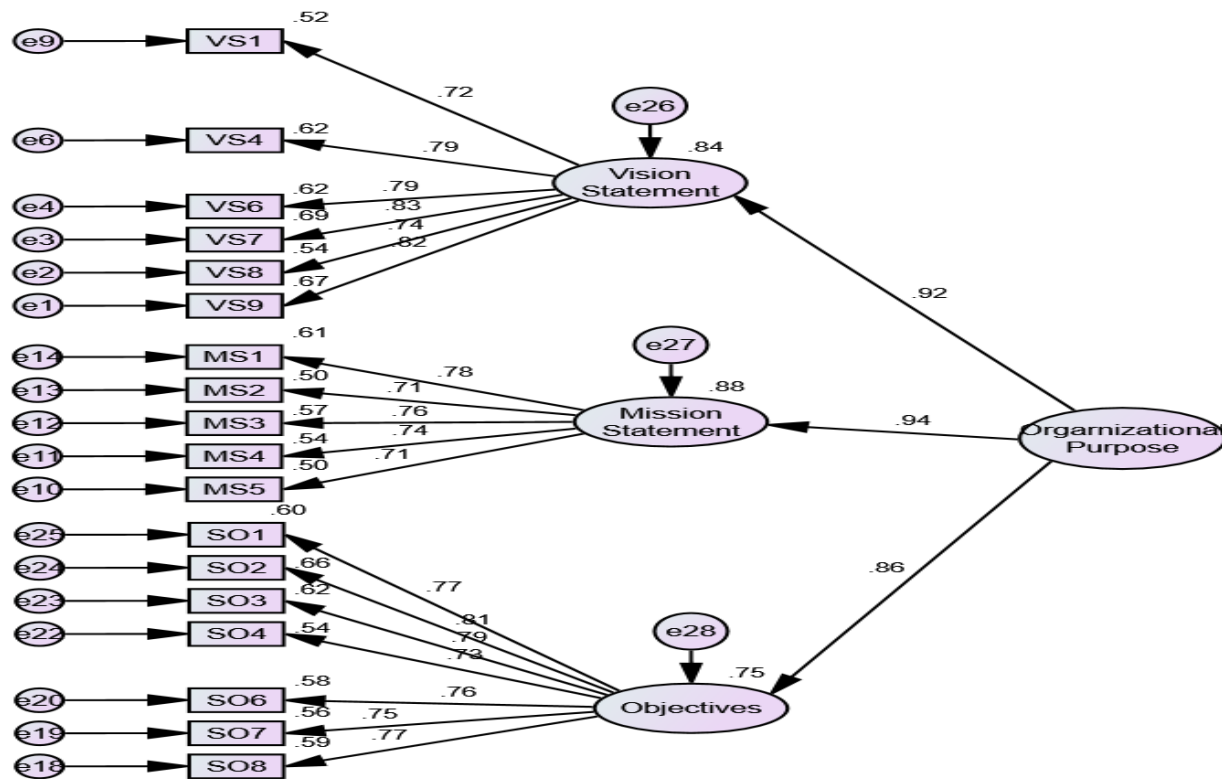 .52
e9 VS1
.72
e26
.62
e6 VS4
.79
.84
Vision
Statement
.62
.79
e4 VS6
.83
.69
e3 VS7
.74
.54
e2 VS8
.82
.67
e1 VS9
.92
.61
e14 MS1
e27
.78
.50
e13 MS2
.71
.88
.57
e12 MS3
.76
Mission
Statement
.94
Orgarnizational
Purpose
.54
e11 MS4
.74
.50
e10 MS5
.71
.60
e25 SO1
.66
e24 SO2
.77
.86
.62
e23 SO3
.81
.54
e22 SO4
.79
.73
e28
.75
.58
e20 SO6
.76
Objectives
.56
e19 SO7
.75
.59
e18 SO8
.77